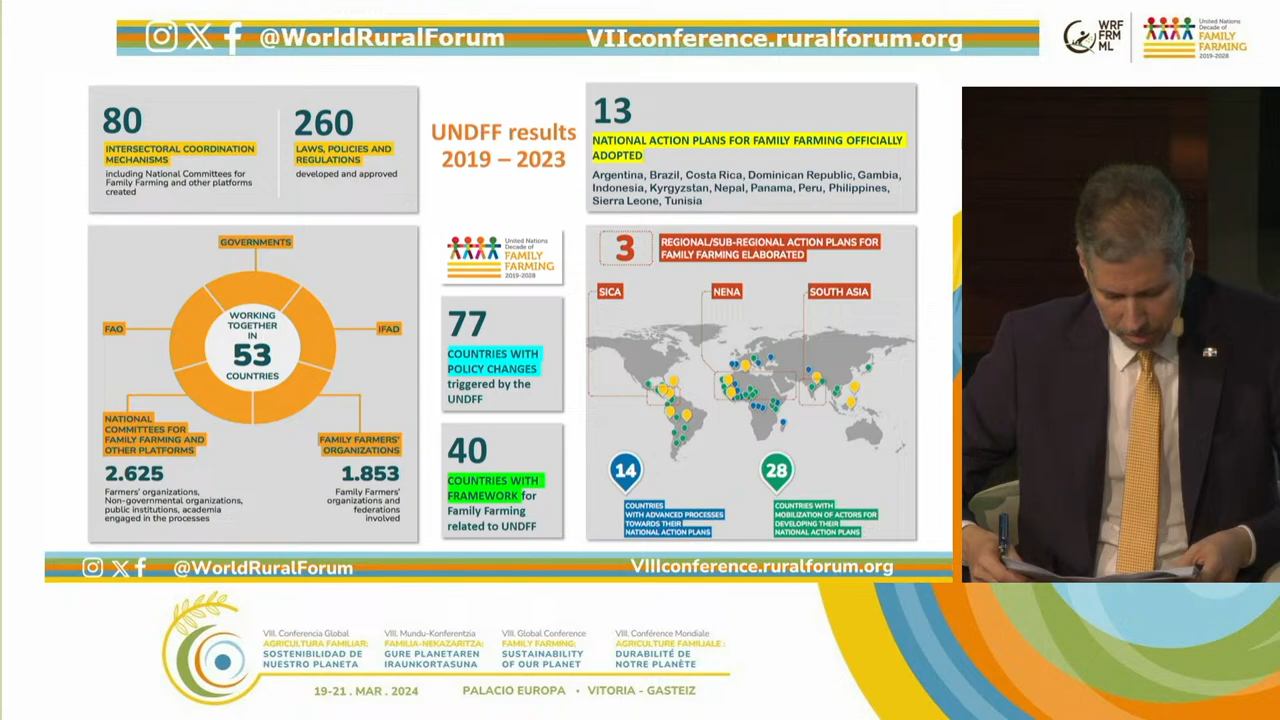 @WorldRuralForum
VIIconference.ruralforum.org
WRF
FRM
ML
United Nations
Decade of
FAMILY
FARMING
2019-2028
80
INTERSECTORAL COORDINATION
MECHANISMS
including National Committees for
Family Farming and other platforms
created
260
LAWS, POLICIES AND
REGULATIONS
developed and approved
UNDFF results
2019 – 2023
13
NATIONAL ACTION PLANS FOR FAMILY FARMING OFFICIALLY
ADOPTED
Argentina, Brazil, Costa Rica, Dominican Republic, Gambia,
Indonesia, Kyrgyzstan, Nepal, Panama, Peru, Philippines,
Sierra Leone, Tunisia
GOVERNMENTS
FAO
WORKING
TOGETHER
IN
53
COUNTRIES
IFAD
NATIONAL
COMMITTEES FOR
FAMILY FARMING AND
OTHER PLATFORMS
2.625
Farmers' organizations,
Non-governmental organizations,
public institutions, academia
engaged in the processes
FAMILY FARMERS'
ORGANIZATIONS
1.853
Family Farmers'
organizations and
federations
involved
United Nations
Decade of
FAMILY
FARMING
2019-2028
77
COUNTRIES WITH
POLICY CHANGES
triggered by the
UNDFF
40
COUNTRIES WITH
FRAMEWORK for
Family Farming
related to UNDFF
3
REGIONAL/SUB-REGIONAL ACTION PLANS FOR
FAMILY FARMING ELABORATED
SICA
NENA
SOUTH ASIA
14
COUNTRIES
WITH ADVANCED PROCESSES
TOWARDS THEIR
NATIONAL ACTION PLANS
28
COUNTRIES WITH
MOBILIZATION OF ACTORS FOR
DEVELOPING THEIR
NATIONAL ACTION PLANS
@WorldRuralForum
VIIIconference.ruralforum.org
VIII. Conferencia Global
AGRICULTURA FAMILIAR:
SOSTENIBILIDAD DE
NUESTRO PLANETA
VIII. Mundu-Konferentzia
FAMILIA-NEKAZARITZA:
GURE PLANETAREN
IRAUNKORTASUNA
VIII. Global Conference
FAMILY FARMING:
SUSTAINABILITY
OF OUR PLANET
VIII. Conférence Mondiale
AGRICULTURE FAMILIALE :
DURABILITÉ DE
NOTRE PLANÈTE
19-21 . MAR . 2024
PALACIO EUROPA • VITORIA - GASTEIZ